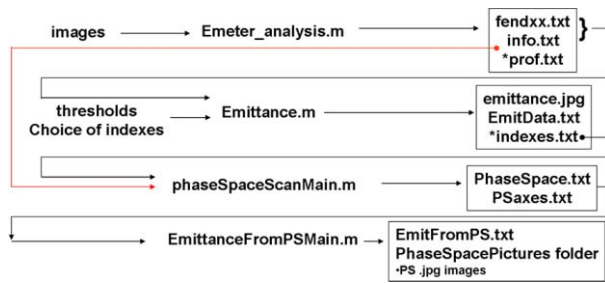 images
Emeter_analysis.m
fendxx.txt
info.txt
*prof.txt
}
thresholds
Choice of indexes
Emittance.m
emittance.jpg
EmitData.txt
*indexes.txt
phaseSpaceScanMain.m
PhaseSpace.txt
PSaxes.txt
EmittanceFromPSMain.m
EmitFromPS.txt
PhaseSpacePictures folder
•PS .jpg images